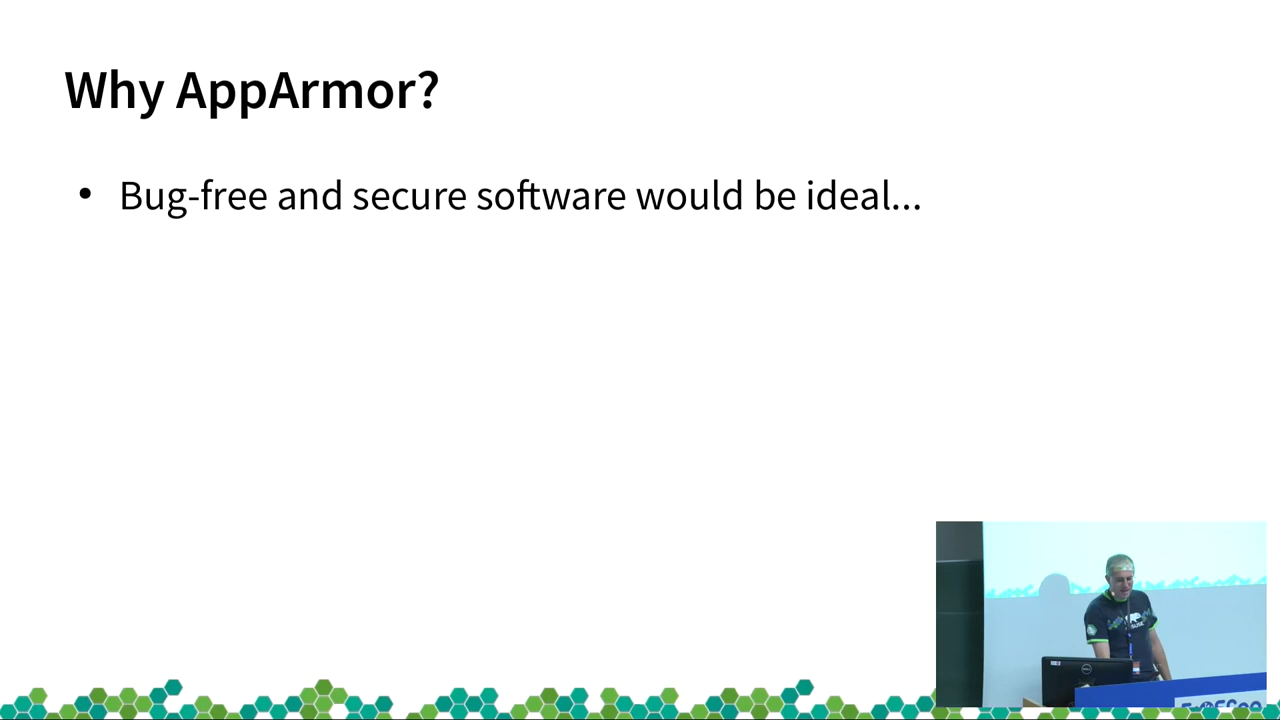 Why AppArmor?
• Bug-free and secure software would be ideal...